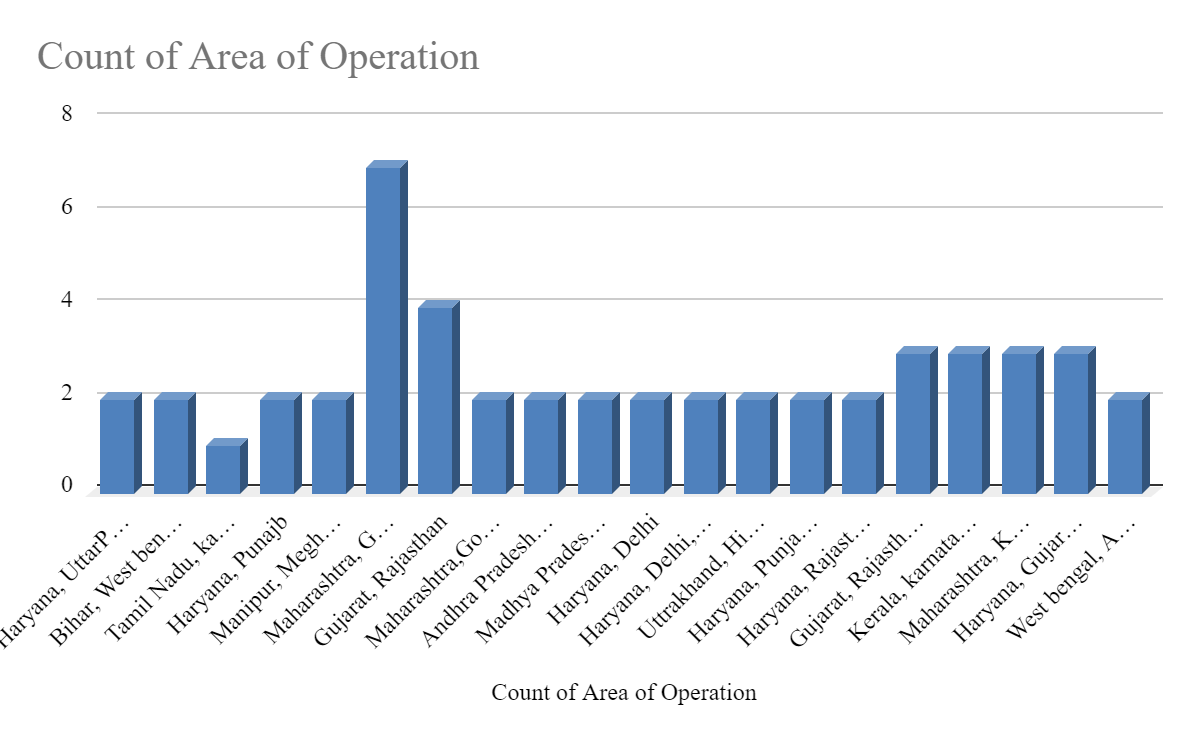 Count of Area of Operation
8
6
4
2
0
Haryana, UttarP…
Bihar, West ben…
Tamil Nadu, ka…
Haryana, Punajb
Manipur, Megh…
Maharashtra, G…
Gujarat, Rajasthan
Maharashtra,Go…
Andhra Pradesh…
Madhya Prades…
Haryana, Delhi
Haryana, Delhi,…
Uttrakhand, Hi…
Haryana, Punja…
Haryana, Rajast…
Gujarat, Rajasth…
Kerala, karnata…
Maharashtra, K…
Haryana, Gujar…
West bengal, A…
Count of Area of Operation